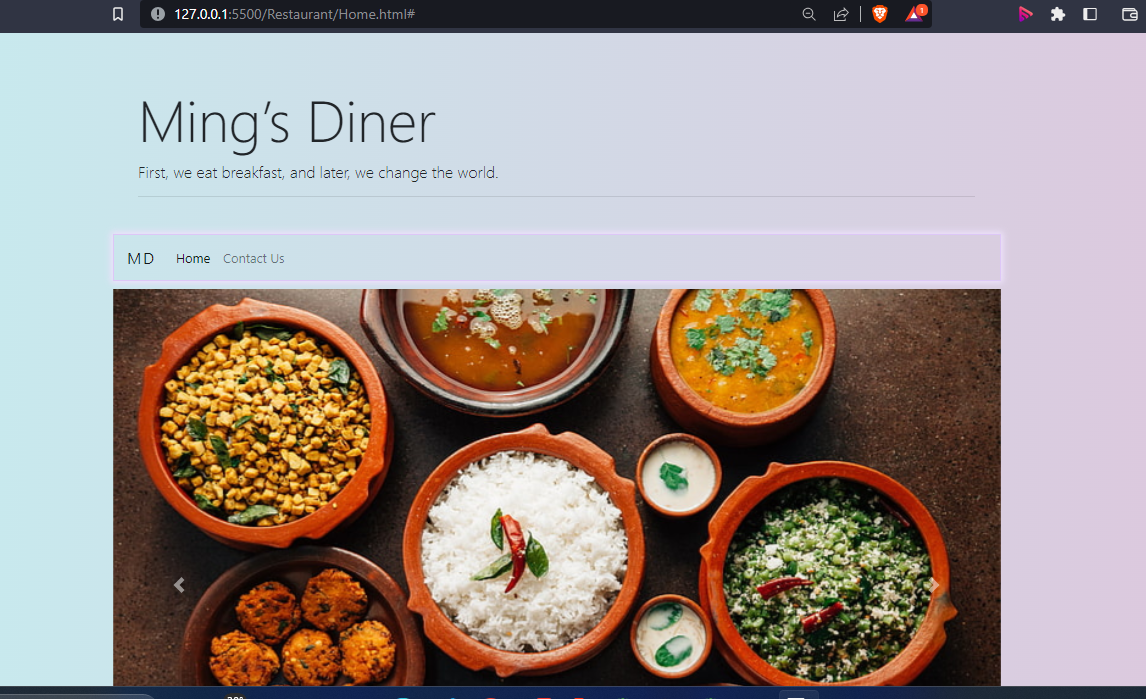 127.0.0.1:5500/Restaurant/Home.html#
1
Ming's Diner
First, we eat breakfast, and later, we change the world.
MD Home Contact Us